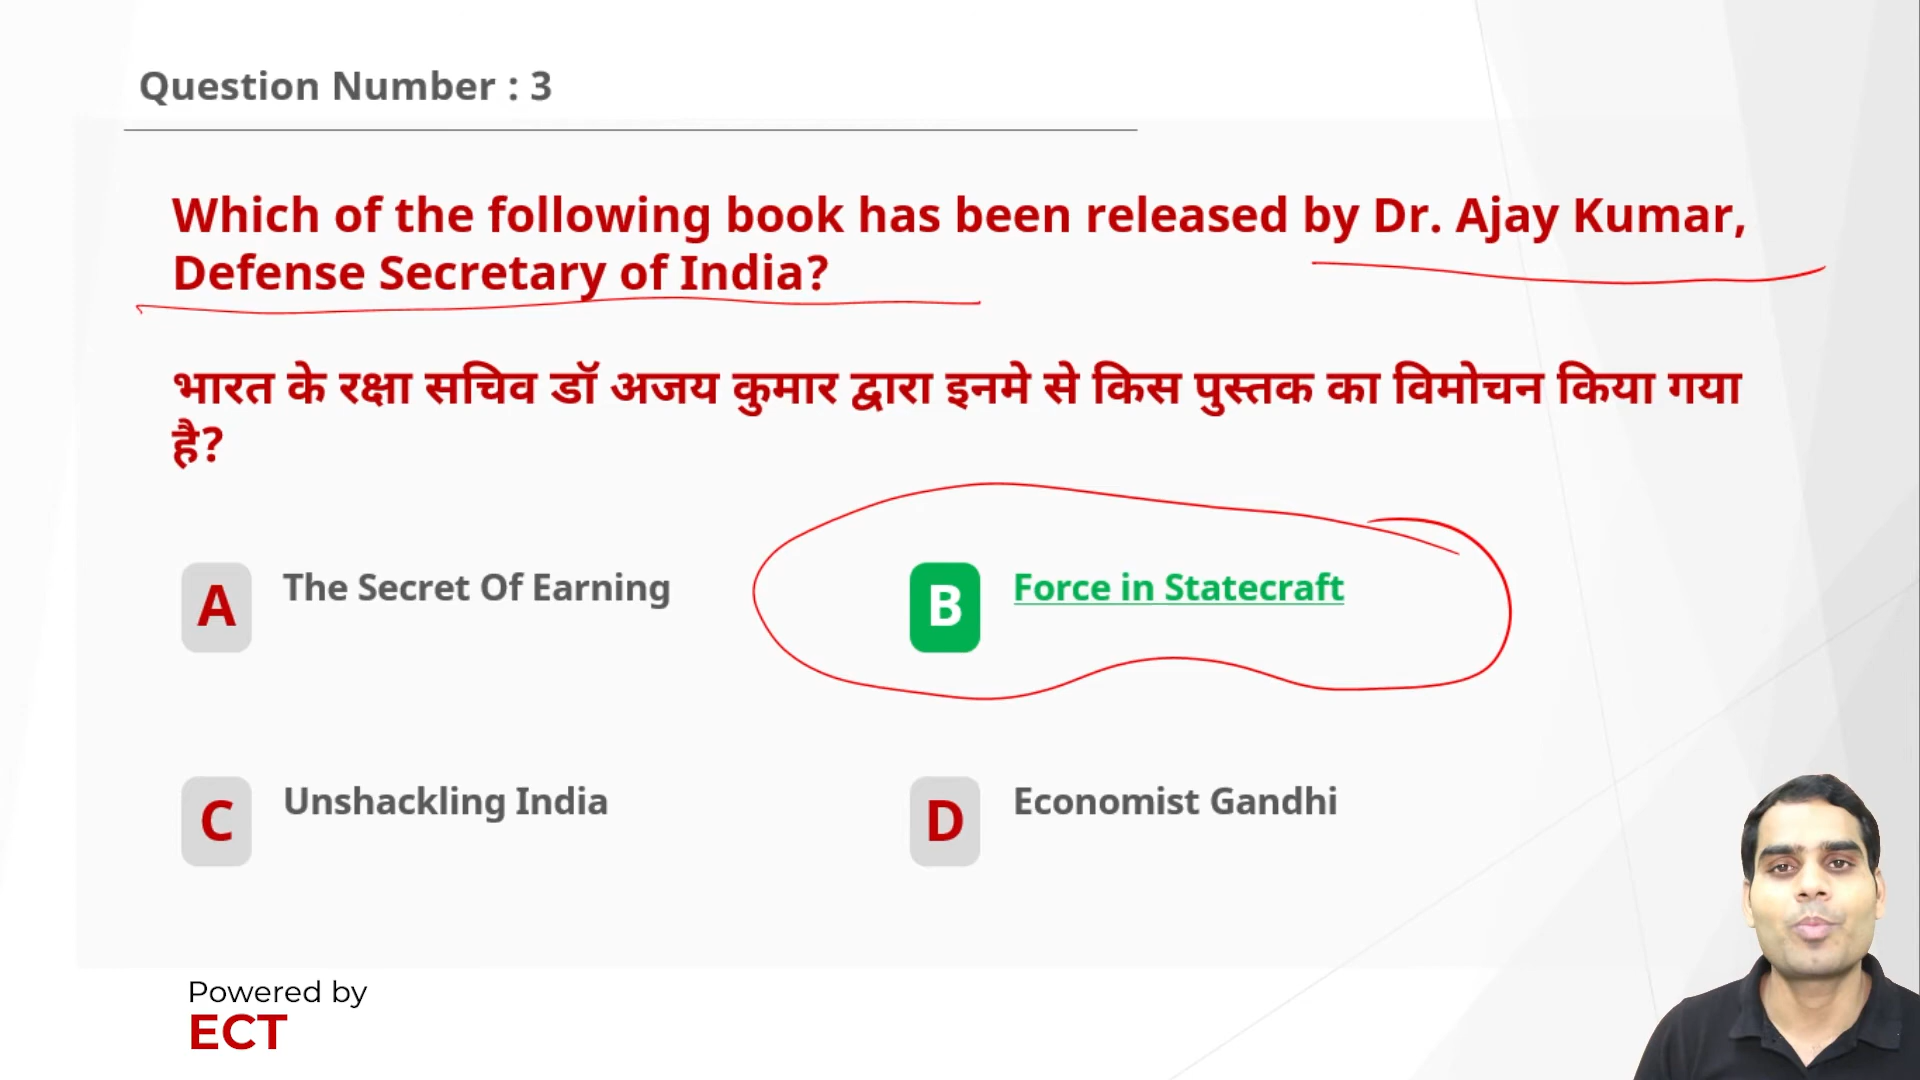 Question Number : 3
Which of the following book has been released by Dr. Ajay Kumar,
Defense Secretary of India?
भारत के रक्षा सचिव डॉ अजय कुमार द्वारा इनमे से किस पुस्तक का विमोचन किया गया
है?
A The Secret Of Earning
B Force in Statecraft
C Unshackling India
D Economist Gandhi
Powered by
ECT